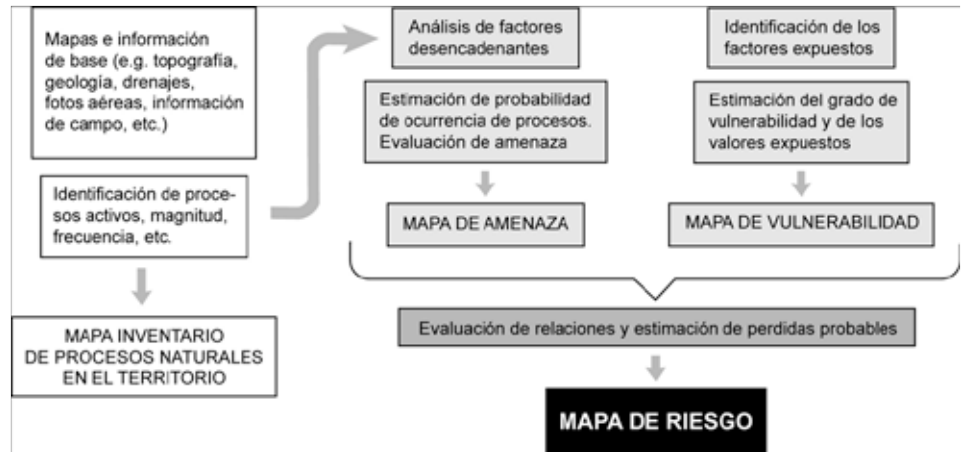 Mapas e información
de base (e.g. topografía,
geología, drenajes,
fotos aéreas, información
de campo, etc.)
Identificación de proce-
sos activos, magnitud,
frecuencia, etc.
MAPA INVENTARIO
DE PROCESOS NATURALES
EN EL TERRITORIO
Análisis de factores
desencadenantes
Estimación de probabilidad
de ocurrencia de procesos.
Evaluación de amenaza
MAPA DE AMENAZA
Identificación de los
factores expuestos
Estimación del grado de
vulnerabilidad y de los
valores expuestos
MAPA DE VULNERABILIDAD
Evaluación de relaciones y estimación de perdidas probables
MAPA DE RIESGO